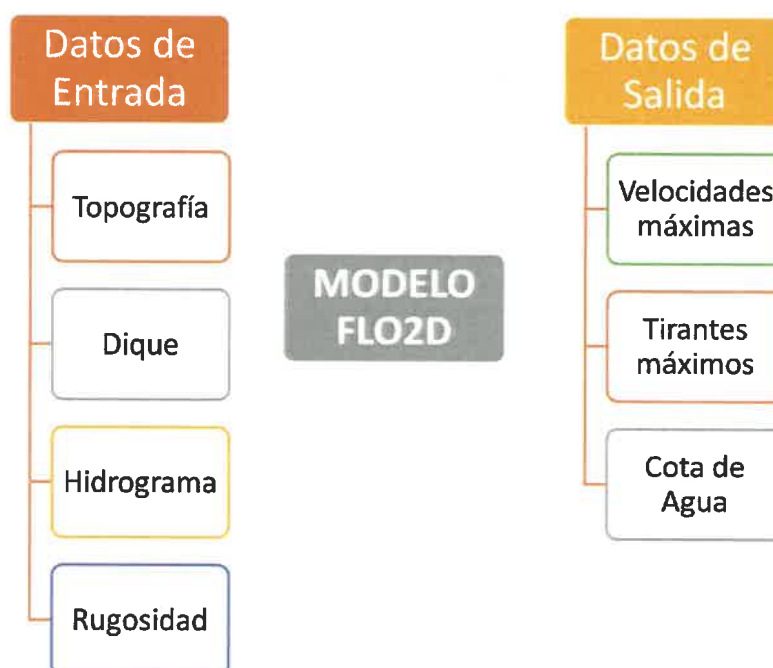 Datos de
Entrada
Topografía
Dique
Hidrograma
Rugosidad
MODELO
FLO2D
Datos de
Salida
Velocidades
máximas
Tirantes
máximos
Cota de
Agua